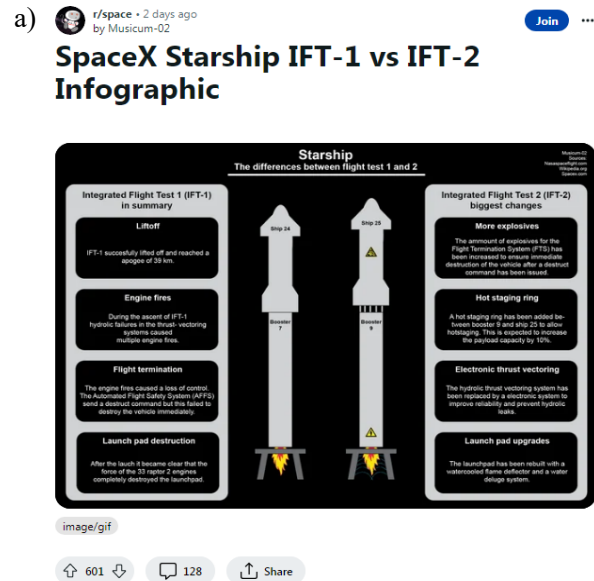 a)
r/space • 2 days ago
by Musicum-02
Join
SpaceX Starship IFT-1 vs IFT-2
Infographic
Starship
The differences between flight test 1 and 2
Musicum-02
Sources:
Nasaspaceflight.com
Wikipedia.org
Spacex.com
Integrated Flight Test 1 (IFT-1)
in summary
Liftoff
IFT-1 succesfully lifted off and reached a
apogee of 39 km.
Engine fires
During the ascent of IFT-1
hydrolic failures in the thrust- vectoring
systems caused
multiple engine fires.
Flight termination
The engine fires caused a loss of control.
The Automated Flight Safety System (AFFS)
send a destruct command but this failed to
destroy the vehicle immediately.
Launch pad destruction
After the lauch it became clear that the
force of the 33 raptor 2 engines
completely destroyed the launchpad.
Ship 24
Booster
7
Ship 25
Booster
9
Integrated Flight Test 2 (IFT-2)
biggest changes
More explosives
The ammount of explosives for the
Flight Termination System (FTS) has
been increased to ensure immediate
destruction of the vehicle after a destruct
command has been issued.
Hot staging ring
A hot staging ring has been added be-
tween booster 9 and ship 25 to allow
hotstaging. This is expected to increase
the payload capacity by 10%.
Electronic thrust vectoring
The hydrolic thrust vectoring system has
been replaced by a electronic system to
improve reliability and prevent hydrolic
leaks.
Launch pad upgrades
The launchpad has been rebuilt with a
watercooled flame deflector and a water
deluge system.
image/gif
601
128
Share